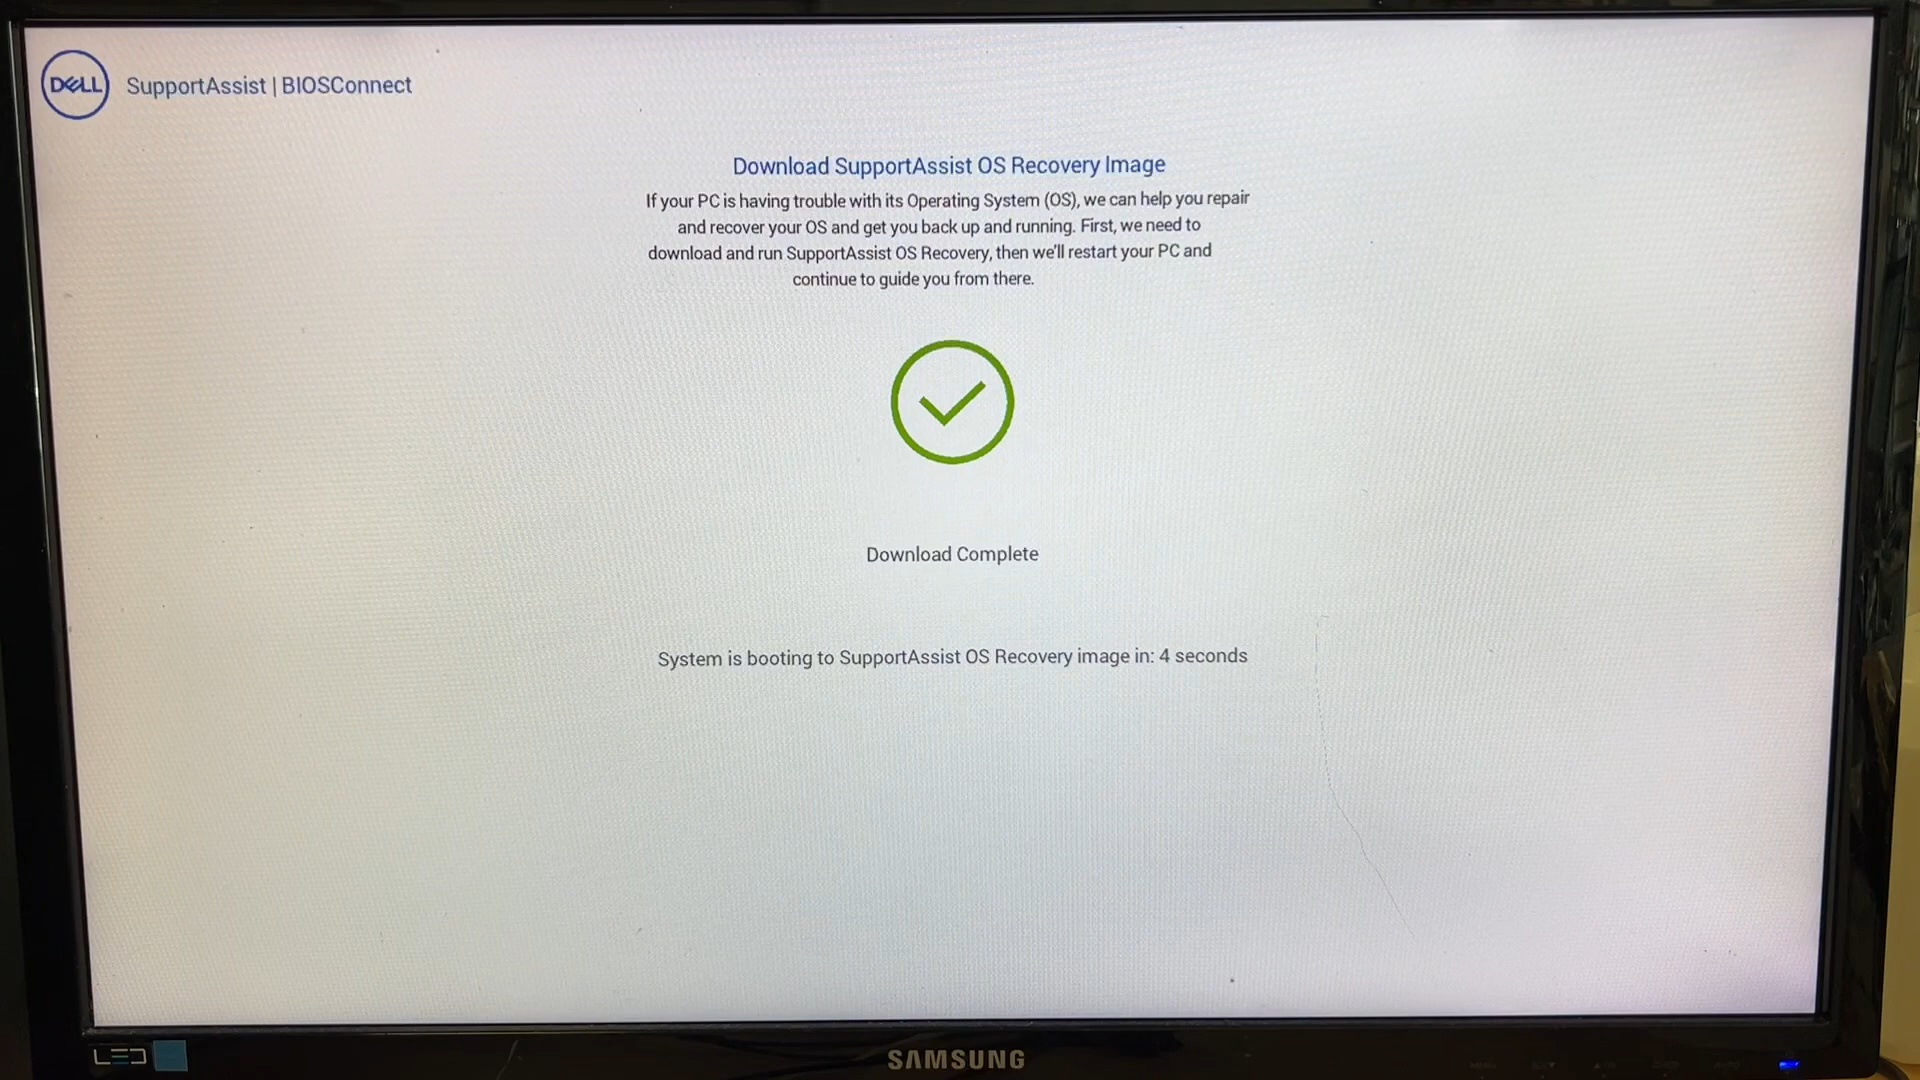 DELL
SupportAssist | BIOSConnect
Download SupportAssist OS Recovery Image
If your PC is having trouble with its Operating System (OS), we can help you repair
and recover your OS and get you back up and running. First, we need to
download and run SupportAssist OS Recovery, then we'll restart your PC and
continue to guide you from there.
Download Complete
System is booting to SupportAssist OS Recovery image in: 4 seconds
LED
SAMSUNG